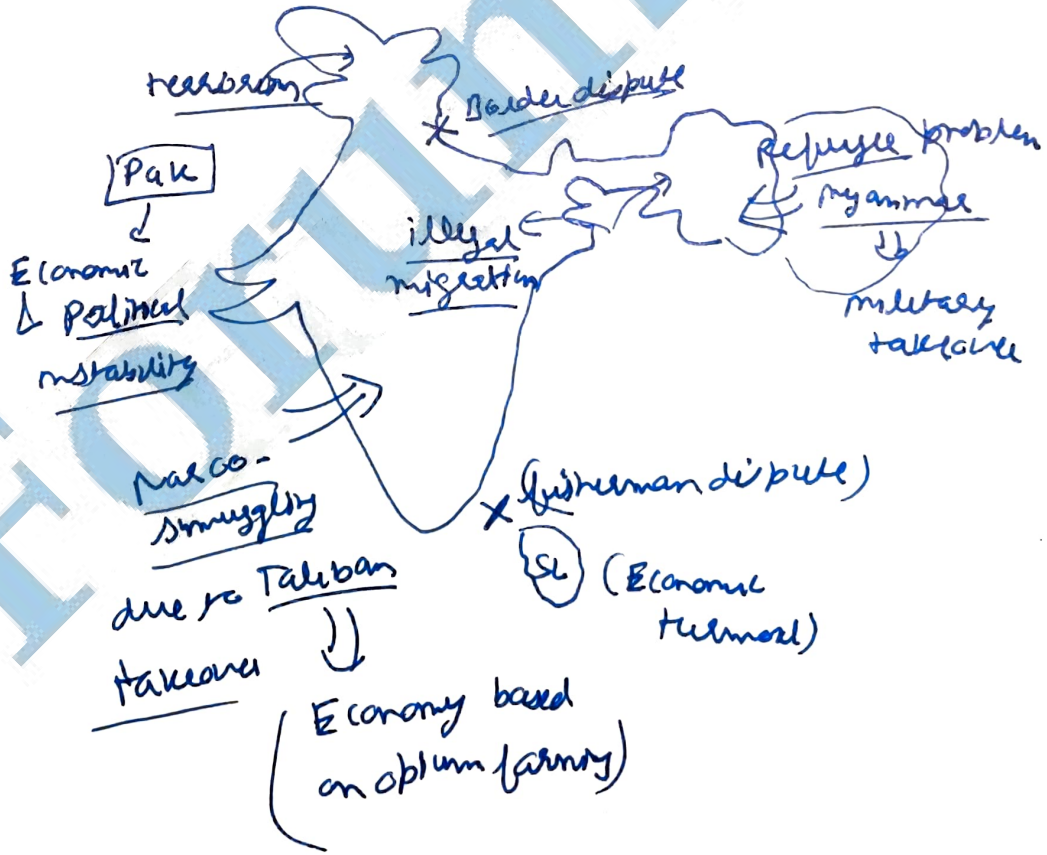 terrorism
Border dispute
Pak
Economic
& Political
instability
illegal
migration
Refugee problem
Myanmar
military
takeover
Narco-
smuggling
due to Taliban
takeover
(Economy based
on opium farming)
(fisherman dispute)
SL (Economic
turmoil)
Forum